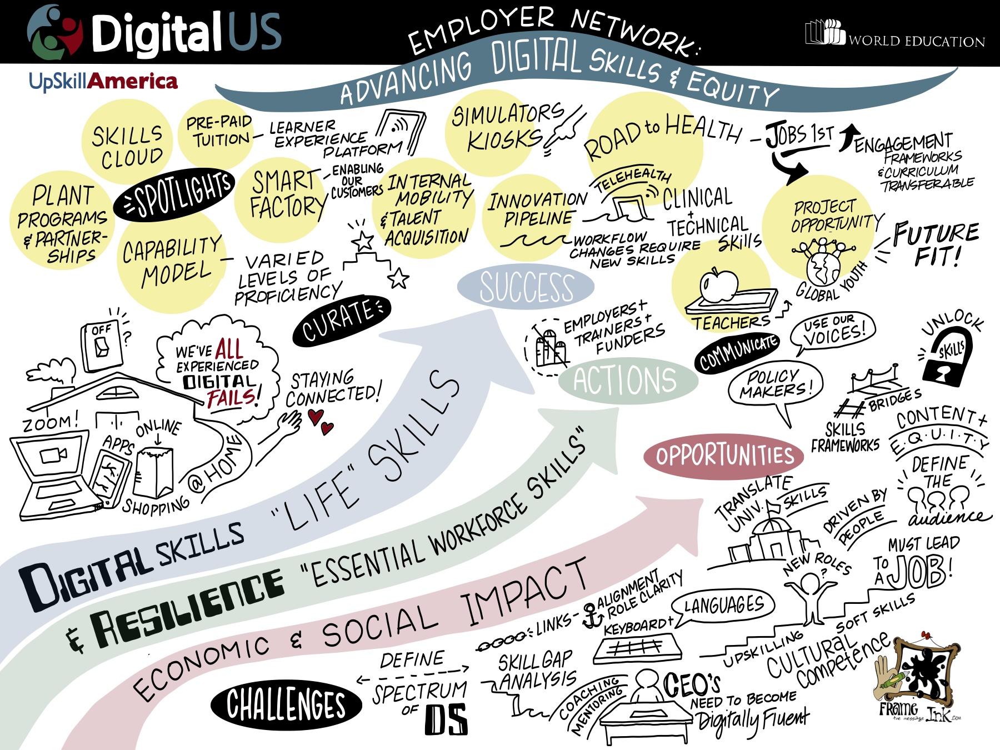 Digital US
EMPLOYER NETWORK:
ADVANCING DIGITAL SKILLS & EQUITY
WORLD EDUCATION
UpSkillAmerica
SKILLS
CLOUD
PRE-PAID
TUITION
LEARNER
EXPERIENCE
PLATFORM
SIMULATORS
KIOSKS
ROAD to HEALTH
JOBS 1ST
ENGAGEMENT
FRAMEWORKS
& CURRICULUM
TRANSFERABLE
PLANT
PROGRAMS
& PARTNER-
SHIPS
SPOTLIGHTS
SMART
FACTORY
ENABLING
OUR
CUSTOMERS
INTERNAL
MOBILITY
& TALENT
ACQUISITION
INNOVATION
PIPELINE
TELEHEALTH
CLINICAL
+
TECHNICAL
SKILLS
WORKFLOW
CHANGES REQUIRE
NEW SKILLS
PROJECT
OPPORTUNITY
GLOBAL YOUTH
FUTURE
FIT!
CAPABILITY
MODEL
VARIED
LEVELS OF
PROFICIENCY
CURATE
SUCCESS
TEACHERS
EMPLOYERS+
TRAINERS+
FUNDERS
ACTIONS
COMMUNICATE
USE OUR
VOICES!
POLICY
MAKERS!
UNLOCK
SKILLS
BRIDGES
SKILLS
FRAMEWORKS
CONTENT+
E·Q·U·I·T·Y
DEFINE
THE
audience
OFF
?
WE'VE ALL
EXPERIENCED
DIGITAL
FAILS!
STAYING
CONNECTED!
ZOOM!
APPS
ONLINE
SHOPPING
@ HOME
OPPORTUNITIES
TRANSLATE
UNIV. SKILLS
DRIVEN BY
PEOPLE
MUST LEAD
TO A JOB!
NEW ROLES
?
DIGITAL SKILLS "LIFE" SKILLS
& RESILIENCE "ESSENTIAL WORKFORCE SKILLS"
ECONOMIC & SOCIAL IMPACT
CHALLENGES
DEFINE
SPECTRUM
OF DS
LINKS-
ALIGNMENT
ROLE CLARITY
SKILL GAP
ANALYSIS
KEYBOARD+
LANGUAGES
COACHING
MENTORING
CEO'S
NEED TO BECOME
Digitally Fluent
UPSKILLING
SOFT SKILLS
CULTURAL
competence
FRAME
the message
INK.COM